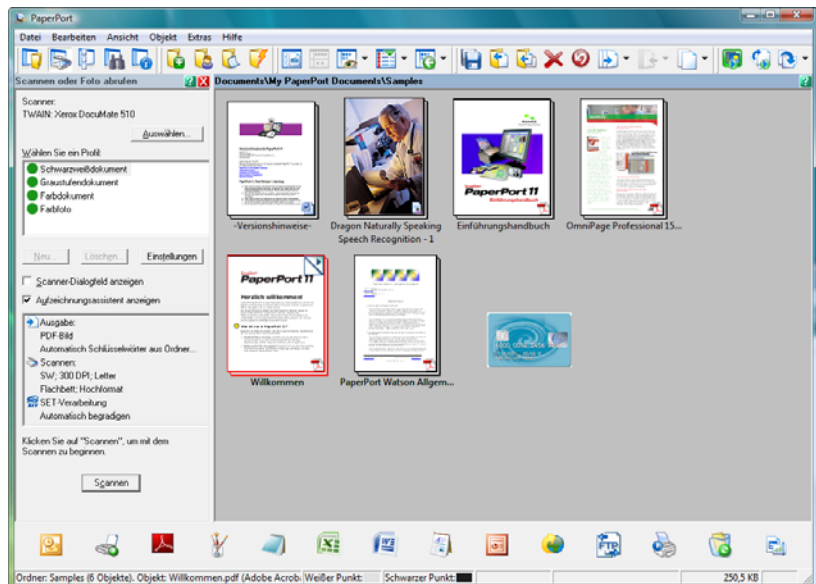 PaperPort
Datei Bearbeiten Ansicht Objekt Extras Hilfe
Scannen oder Foto abrufen
Documents\My PaperPort Documents\Samples
Scanner:
TWAIN: Xerox DocuMate 510
Auswählen...
Wählen Sie ein Profil:
Schwarzweißdokument
Graustufendokument
Farbdokument
Farbfoto
Neu...
Löschen...
Einstellungen
Scanner-Dialogfeld anzeigen
Aufzeichnungsassistent anzeigen
Ausgabe:
PDF-Bild
Automatisch Schlüsselwörter aus Ordner...
Scannen:
SW; 300 DPI; Letter
Flachbett; Hochformat
SET-Verarbeitung
Automatisch begradigen
Klicken Sie auf "Scannen", um mit dem
Scannen zu beginnen.
Scannen
-Versionshinweise-
Dragon Naturally Speaking
Speech Recognition - 1
PaperPort 11
Einführungshandbuch
Einführungshandbuch
OmniPage Professional 15...
PaperPort 11
Herzlich willkommen!
Willkommen
PaperPort Watson Allgem...
FTP
Ordner: Samples (6 Objekte). Objekt: Willkommen.pdf (Adobe Acrob
Weißer Punkt:
Schwarzer Punkt:
250,5 KB